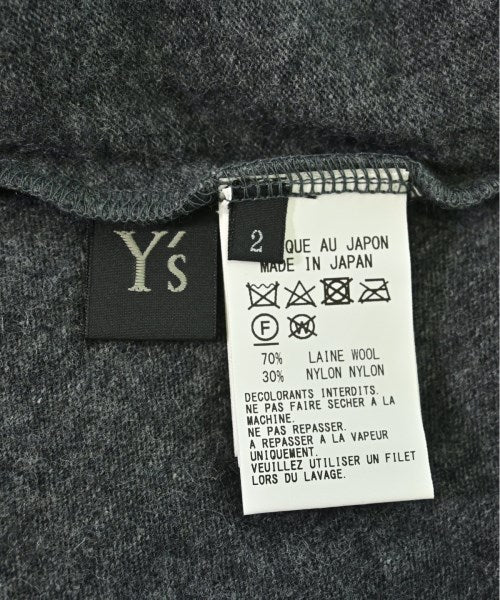 Y's
2
QUE AU JAPON
MADE IN JAPAN
F W
70% LAINE WOOL
30% NYLON NYLON
DECOLORANTS INTERDITS.
NE PAS FAIRE SECHER A LA
MACHINE.
NE PAS REPASSER.
A REPASSER A LA VAPEUR
UNIQUEMENT.
VEUILLEZ UTILISER UN FILET
LORS DU LAVAGE.